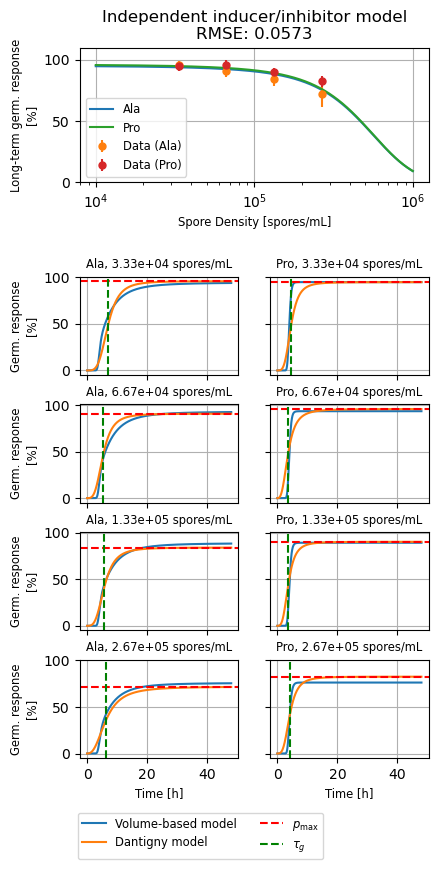 Independent inducer/inhibitor model
RMSE: 0.0573
Long-term germ. response
[%]
100
50
0
Ala
Pro
Data (Ala)
Data (Pro)
10⁴
10⁵
10⁶
Spore Density [spores/mL]
Ala, 3.33e+04 spores/mL
Pro, 3.33e+04 spores/mL
Germ. response
[%]
100
50
0
Ala, 6.67e+04 spores/mL
Pro, 6.67e+04 spores/mL
Germ. response
[%]
100
50
0
Ala, 1.33e+05 spores/mL
Pro, 1.33e+05 spores/mL
Germ. response
[%]
100
50
0
Ala, 2.67e+05 spores/mL
Pro, 2.67e+05 spores/mL
Germ. response
[%]
100
50
0
0 20 40
0 20 40
Time [h]
Time [h]
Volume-based model
Dantigny model
p_max
τ_g